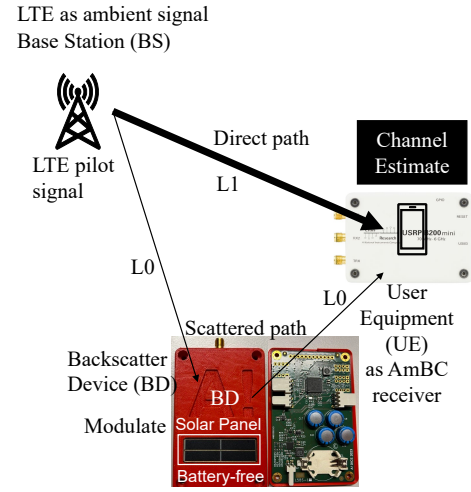 LTE as ambient signal
Base Station (BS)
Direct path
Channel
Estimate
LTE pilot
signal
L1
USRP B200mini
L0
L0
User
Equipment
(UE)
as AmBC
receiver
Scattered path
Backscatter
Device (BD)
BD
Modulate
Solar Panel
Battery-free